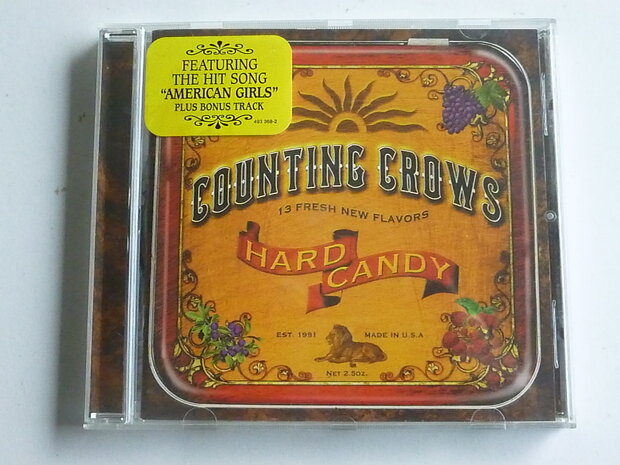 FEATURING
THE HIT SONG
"AMERICAN GIRLS"
PLUS BONUS TRACK
493 368-2
COUNTING CROWS
13 FRESH NEW FLAVORS
HARD
CANDY
EST. 1991
MADE IN U.S.A
NET 2.5OZ.